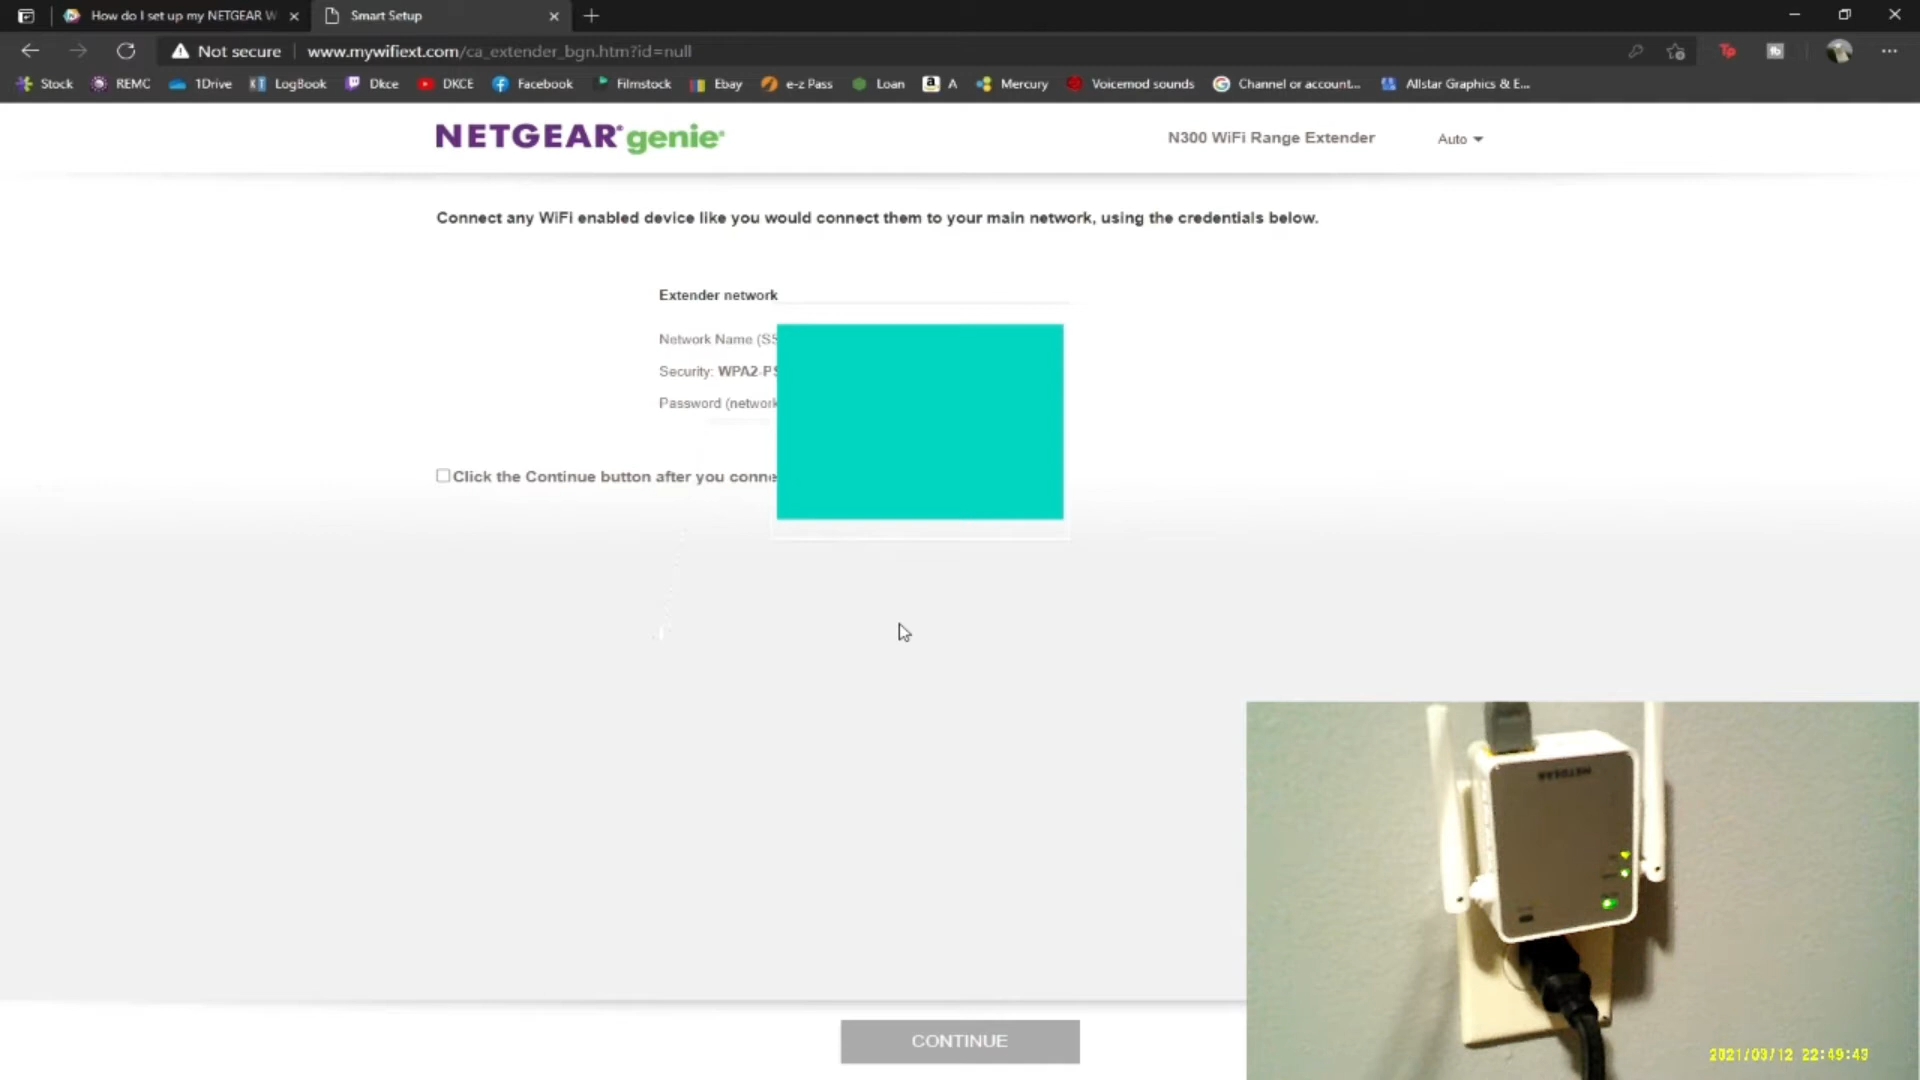 How do I set up my NETGEAR W
Smart Setup
Not secure
www.mywifiext.com/ca_extender_bgn.htm?id=null
Stock
REMC
1Drive
LogBook
Dkce
DKCE
Facebook
Filmstock
Ebay
e-z Pass
Loan
A
Mercury
Voicemod sounds
Channel or account...
Allstar Graphics & E...
NETGEAR genie
N300 WiFi Range Extender
Auto
Connect any WiFi enabled device like you would connect them to your main network, using the credentials below.
Extender network
Network Name (SS
Security: WPA2-PS
Password (network
Click the Continue button after you conne
CONTINUE
NETGEAR
2021/03/12 22:49:43